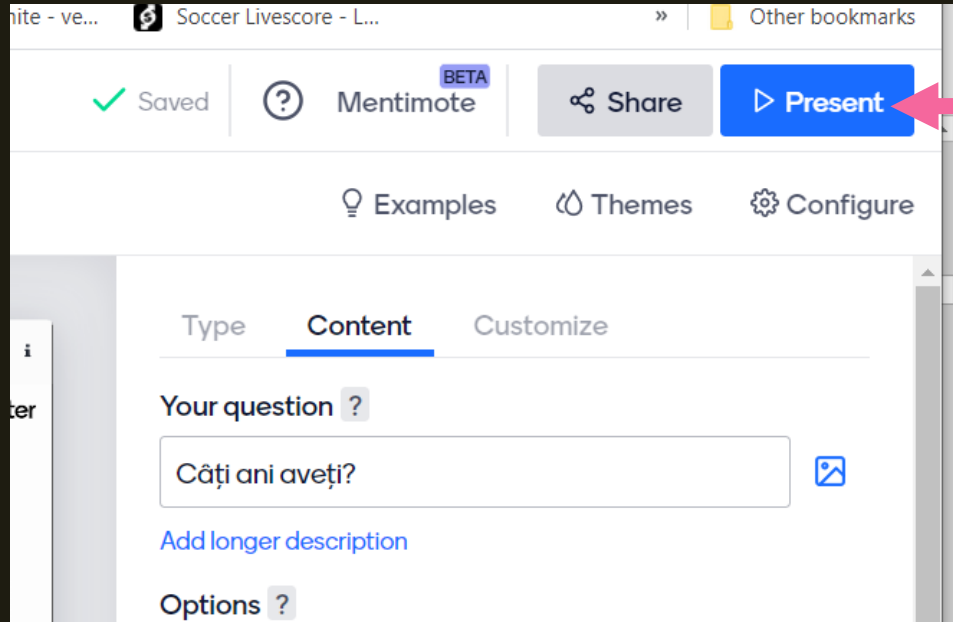 nite - ve... Soccer Livescore - L... » Other bookmarks
BETA
Saved ? Mentimote Share Present
Examples Themes Configure
Type Content Customize
i
ter
Your question ?
Câți ani aveți?
Add longer description
Options ?